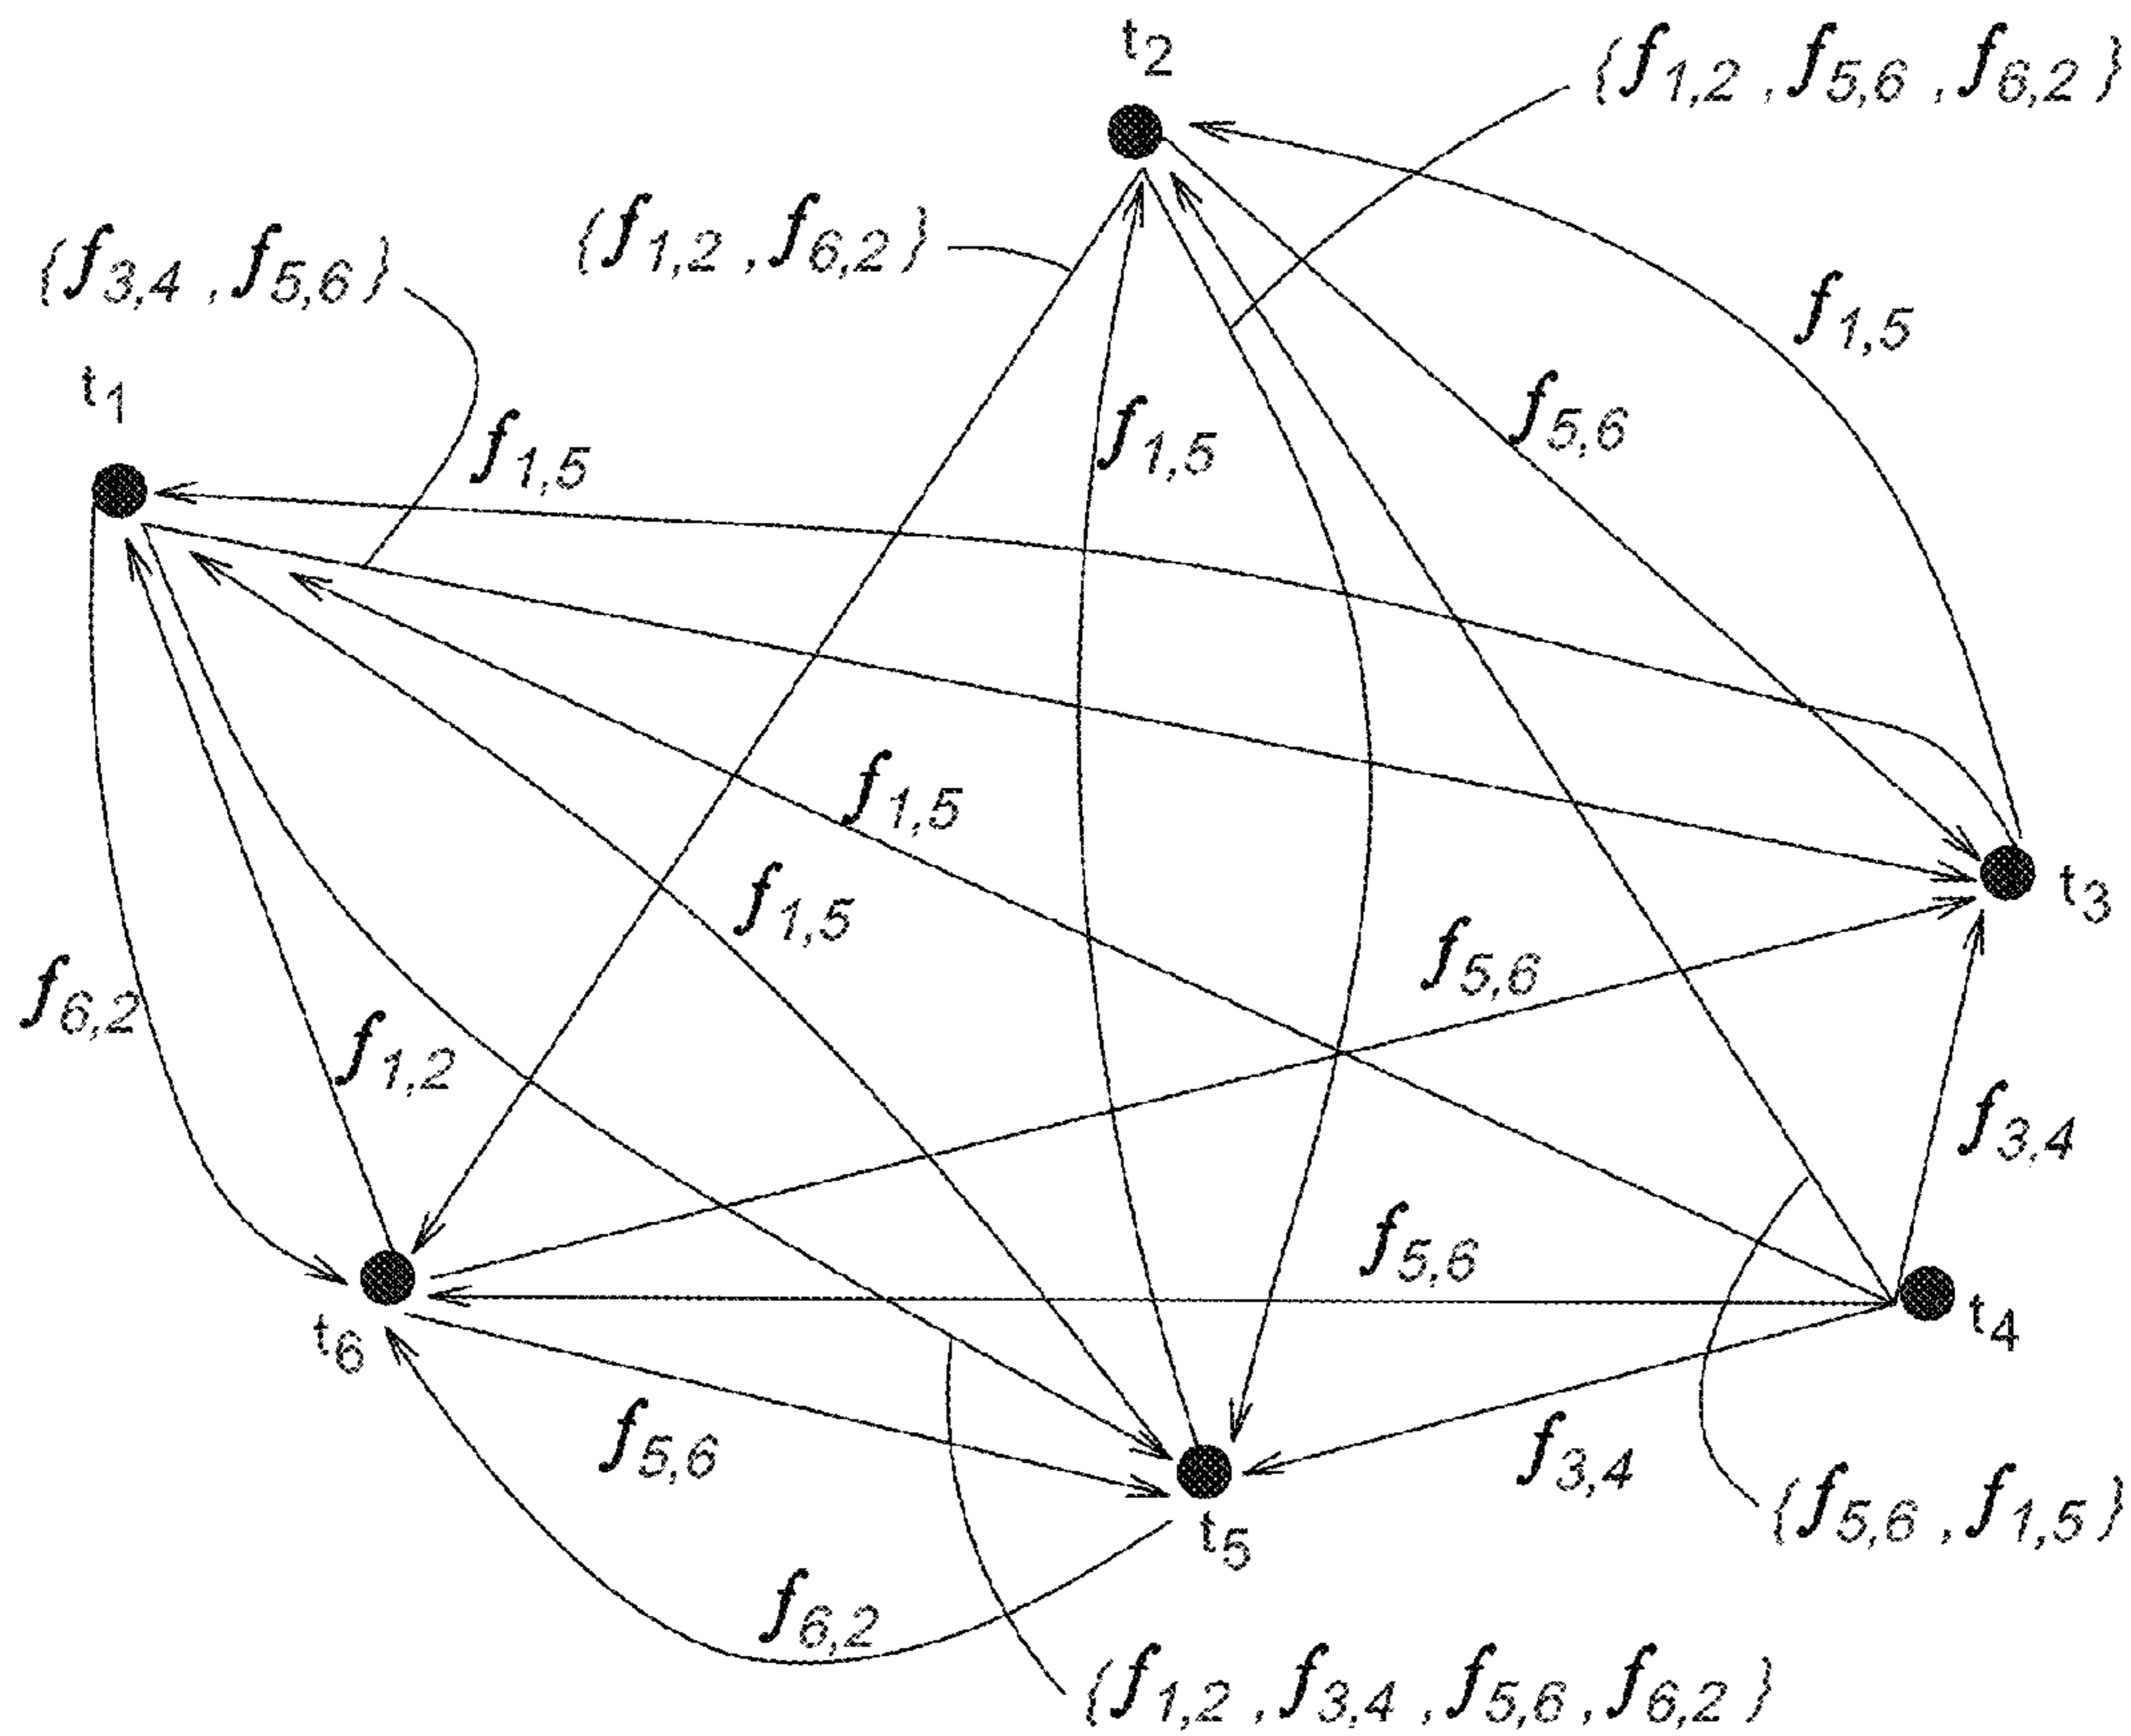 t2
{f1,2 , f5,6 , f6,2 }
{f3,4 , f5,6 }
{f1,2 , f6,2 }
f1,5
t1
f1,5
f1,5
f5,6
f1,5
f1,5
t3
f6,2
f1,2
f5,6
f3,4
f5,6
t6
t4
f5,6
f3,4
t5
{f5,6 , f1,5 }
f6,2
{f1,2 , f3,4 , f5,6 , f6,2 }